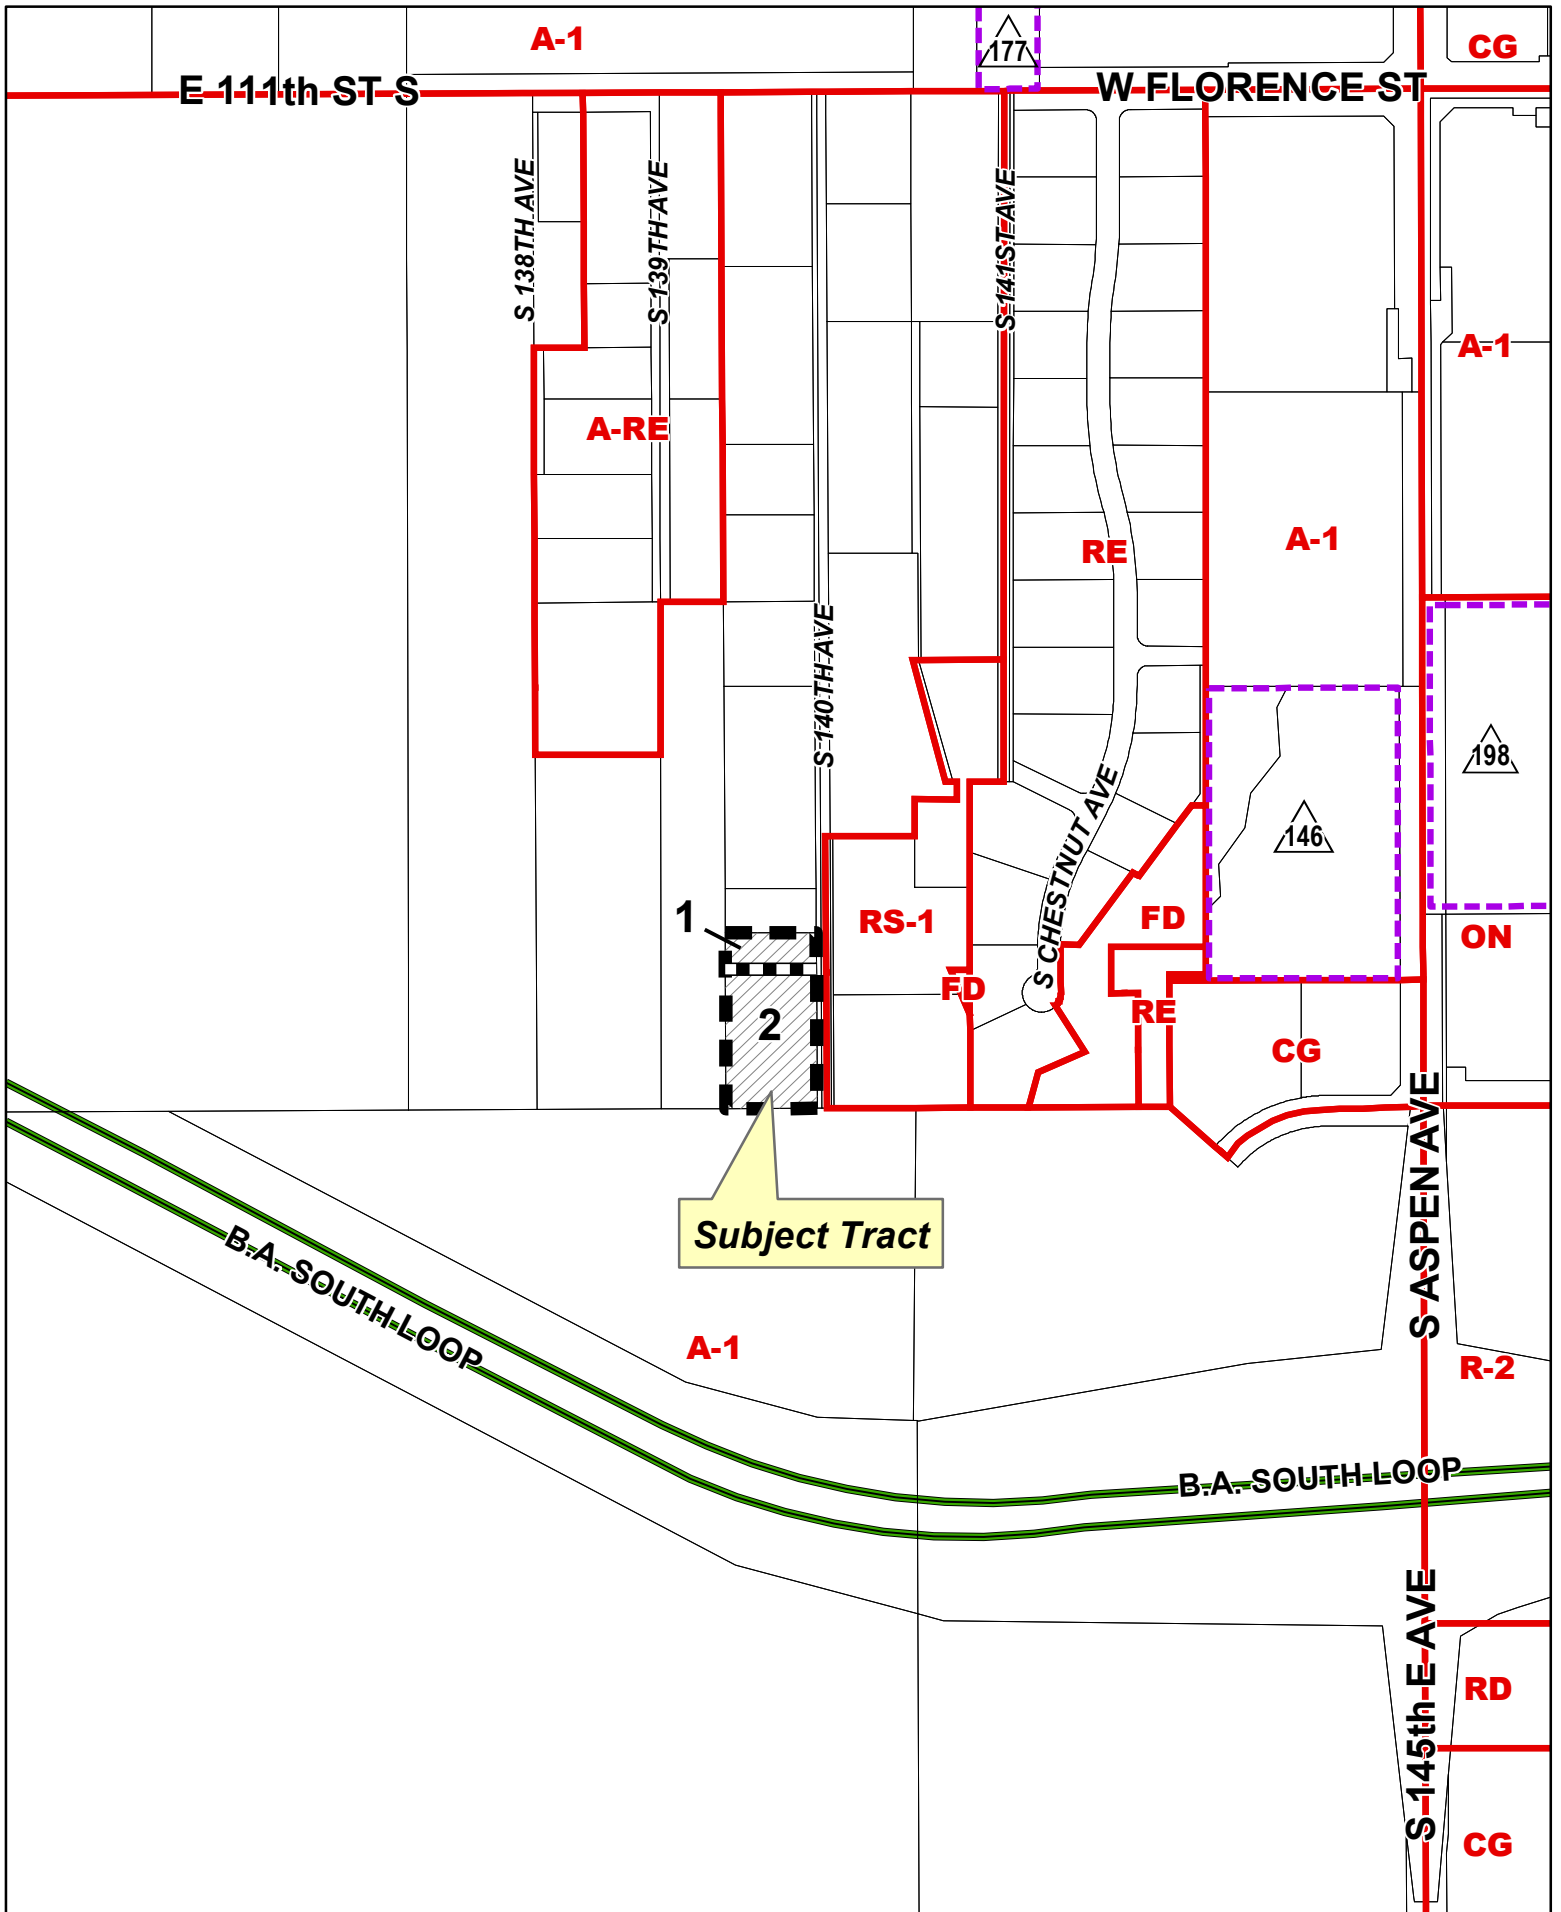 A-1
177
CG
E 111th ST S
W FLORENCE ST
S 138TH AVE
S 139TH AVE
S 141ST AVE
A-1
A-RE
RE
A-1
S 140TH AVE
198
146
S CHESTNUT AVE
1
RS-1
FD
ON
FD
RE
2
CG
S ASPEN AVE
Subject Tract
B.A. SOUTH LOOP
A-1
R-2
B.A. SOUTH LOOP
S 145th E AVE
RD
CG